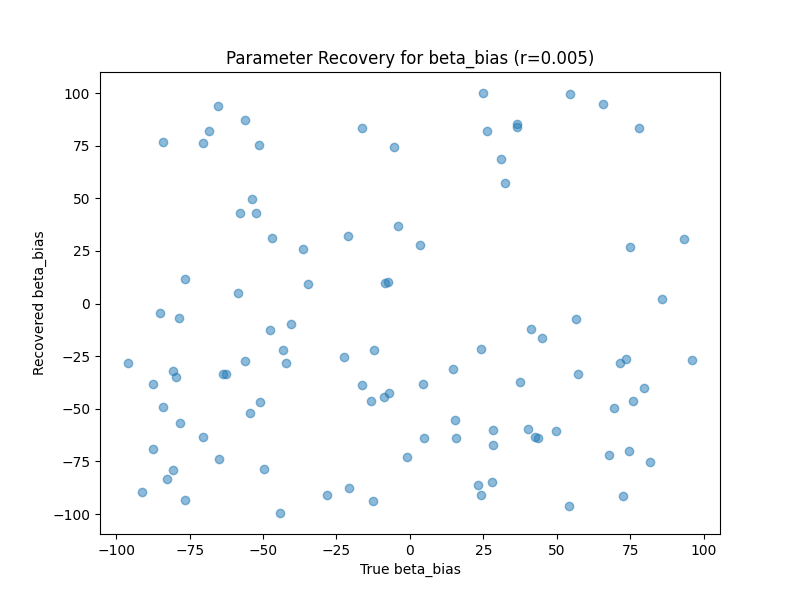 Parameter Recovery for beta_bias (r=0.005)
100
75
50
25
0
−25
−50
−75
−100
Recovered beta_bias
−100 −75 −50 −25 0 25 50 75 100
True beta_bias